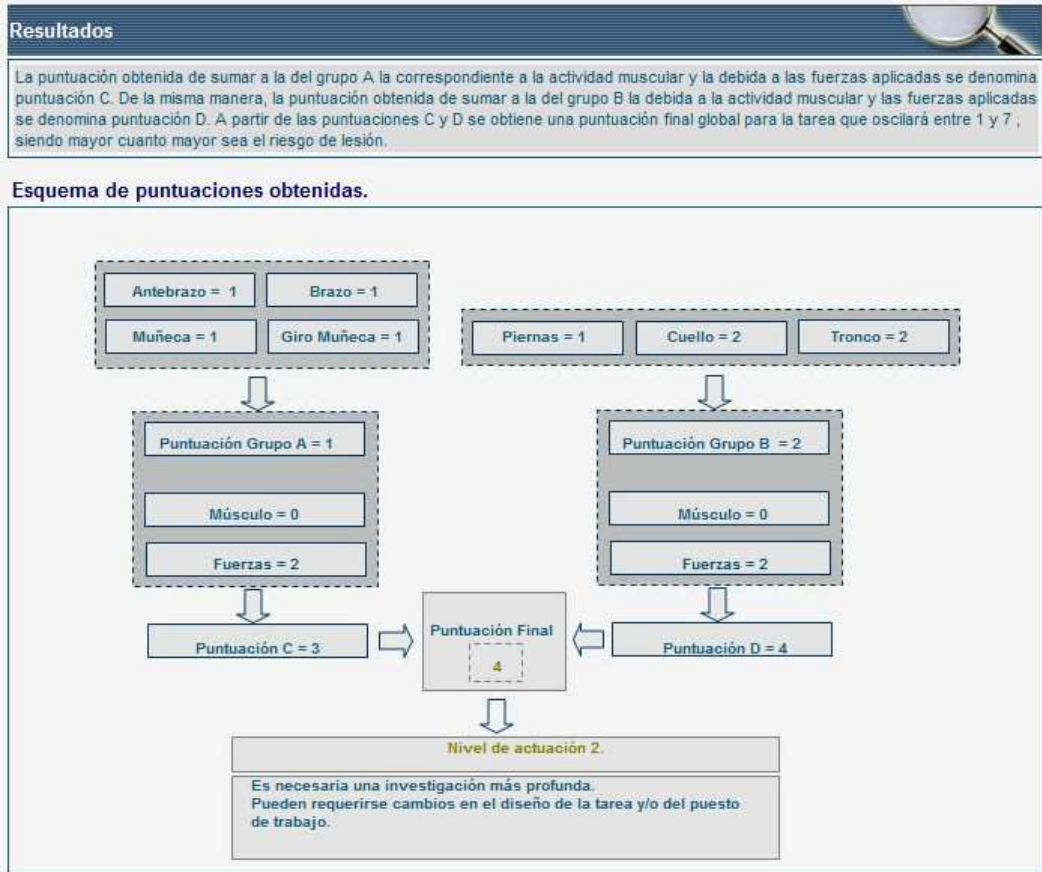 Resultados
La puntuación obtenida de sumar a la del grupo A la correspondiente a la actividad muscular y la debida a las fuerzas aplicadas se denomina
puntuación C. De la misma manera, la puntuación obtenida de sumar a la del grupo B la debida a la actividad muscular y las fuerzas aplicadas
se denomina puntuación D. A partir de las puntuaciones C y D se obtiene una puntuación final global para la tarea que oscilará entre 1 y 7 ,
siendo mayor cuanto mayor sea el riesgo de lesión.
Esquema de puntuaciones obtenidas.
Antebrazo = 1
Brazo = 1
Muñeca = 1
Giro Muñeca = 1
Piernas = 1
Cuello = 2
Tronco = 2
Puntuación Grupo A = 1
Músculo = 0
Fuerzas = 2
Puntuación Grupo B = 2
Músculo = 0
Fuerzas = 2
Puntuación C = 3
Puntuación Final
4
Puntuación D = 4
Nivel de actuación 2.
Es necesaria una investigación más profunda.
Pueden requerirse cambios en el diseño de la tarea y/o del puesto
de trabajo.